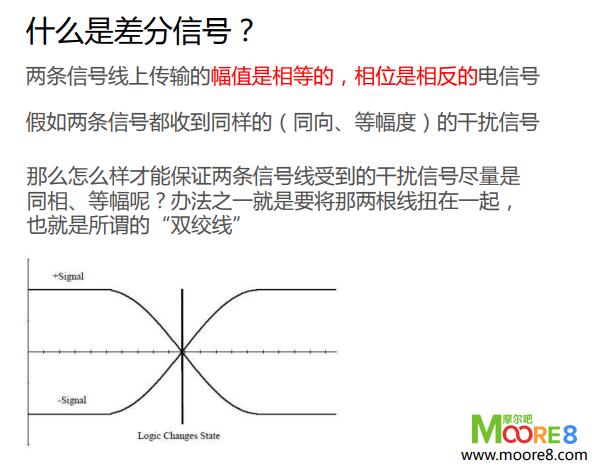 什么是差分信号？
两条信号线上传输的幅值是相等的，相位是相反的电信号
假如两条信号都收到同样的（同向、等幅度）的干扰信号
那么怎么样才能保证两条信号线受到的干扰信号尽量是
同相、等幅呢？办法之一就是要将那两根线扭在一起，
也就是所谓的“双绞线”
+Signal
-Signal
Logic Changes State
摩尔吧
MOORE8
www.moore8.com